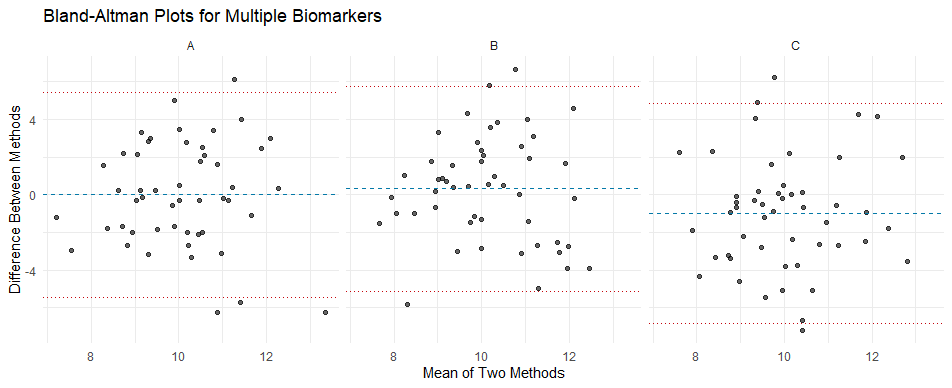 Bland-Altman Plots for Multiple Biomarkers
A B C
Difference Between Methods
4
0
-4
8 10 12 8 10 12 8 10 12
Mean of Two Methods